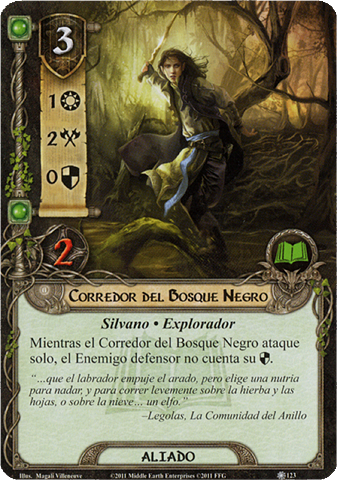 3
1
2
0
2
CORREDOR DEL BOSQUE NEGRO
Silvano • Explorador
Mientras el Corredor del Bosque Negro ataque
solo, el Enemigo defensor no cuenta su
“...que el labrador empuje el arado, pero elige una nutria
para nadar, y para correr levemente sobre la hierba y las
hojas, o sobre la nieve... un elfo.”
–Legolas, La Comunidad del Anillo
ALIADO
Illus. Magali Villeneuve ©2011 Middle Earth Enterprises ©2011 FFG 123